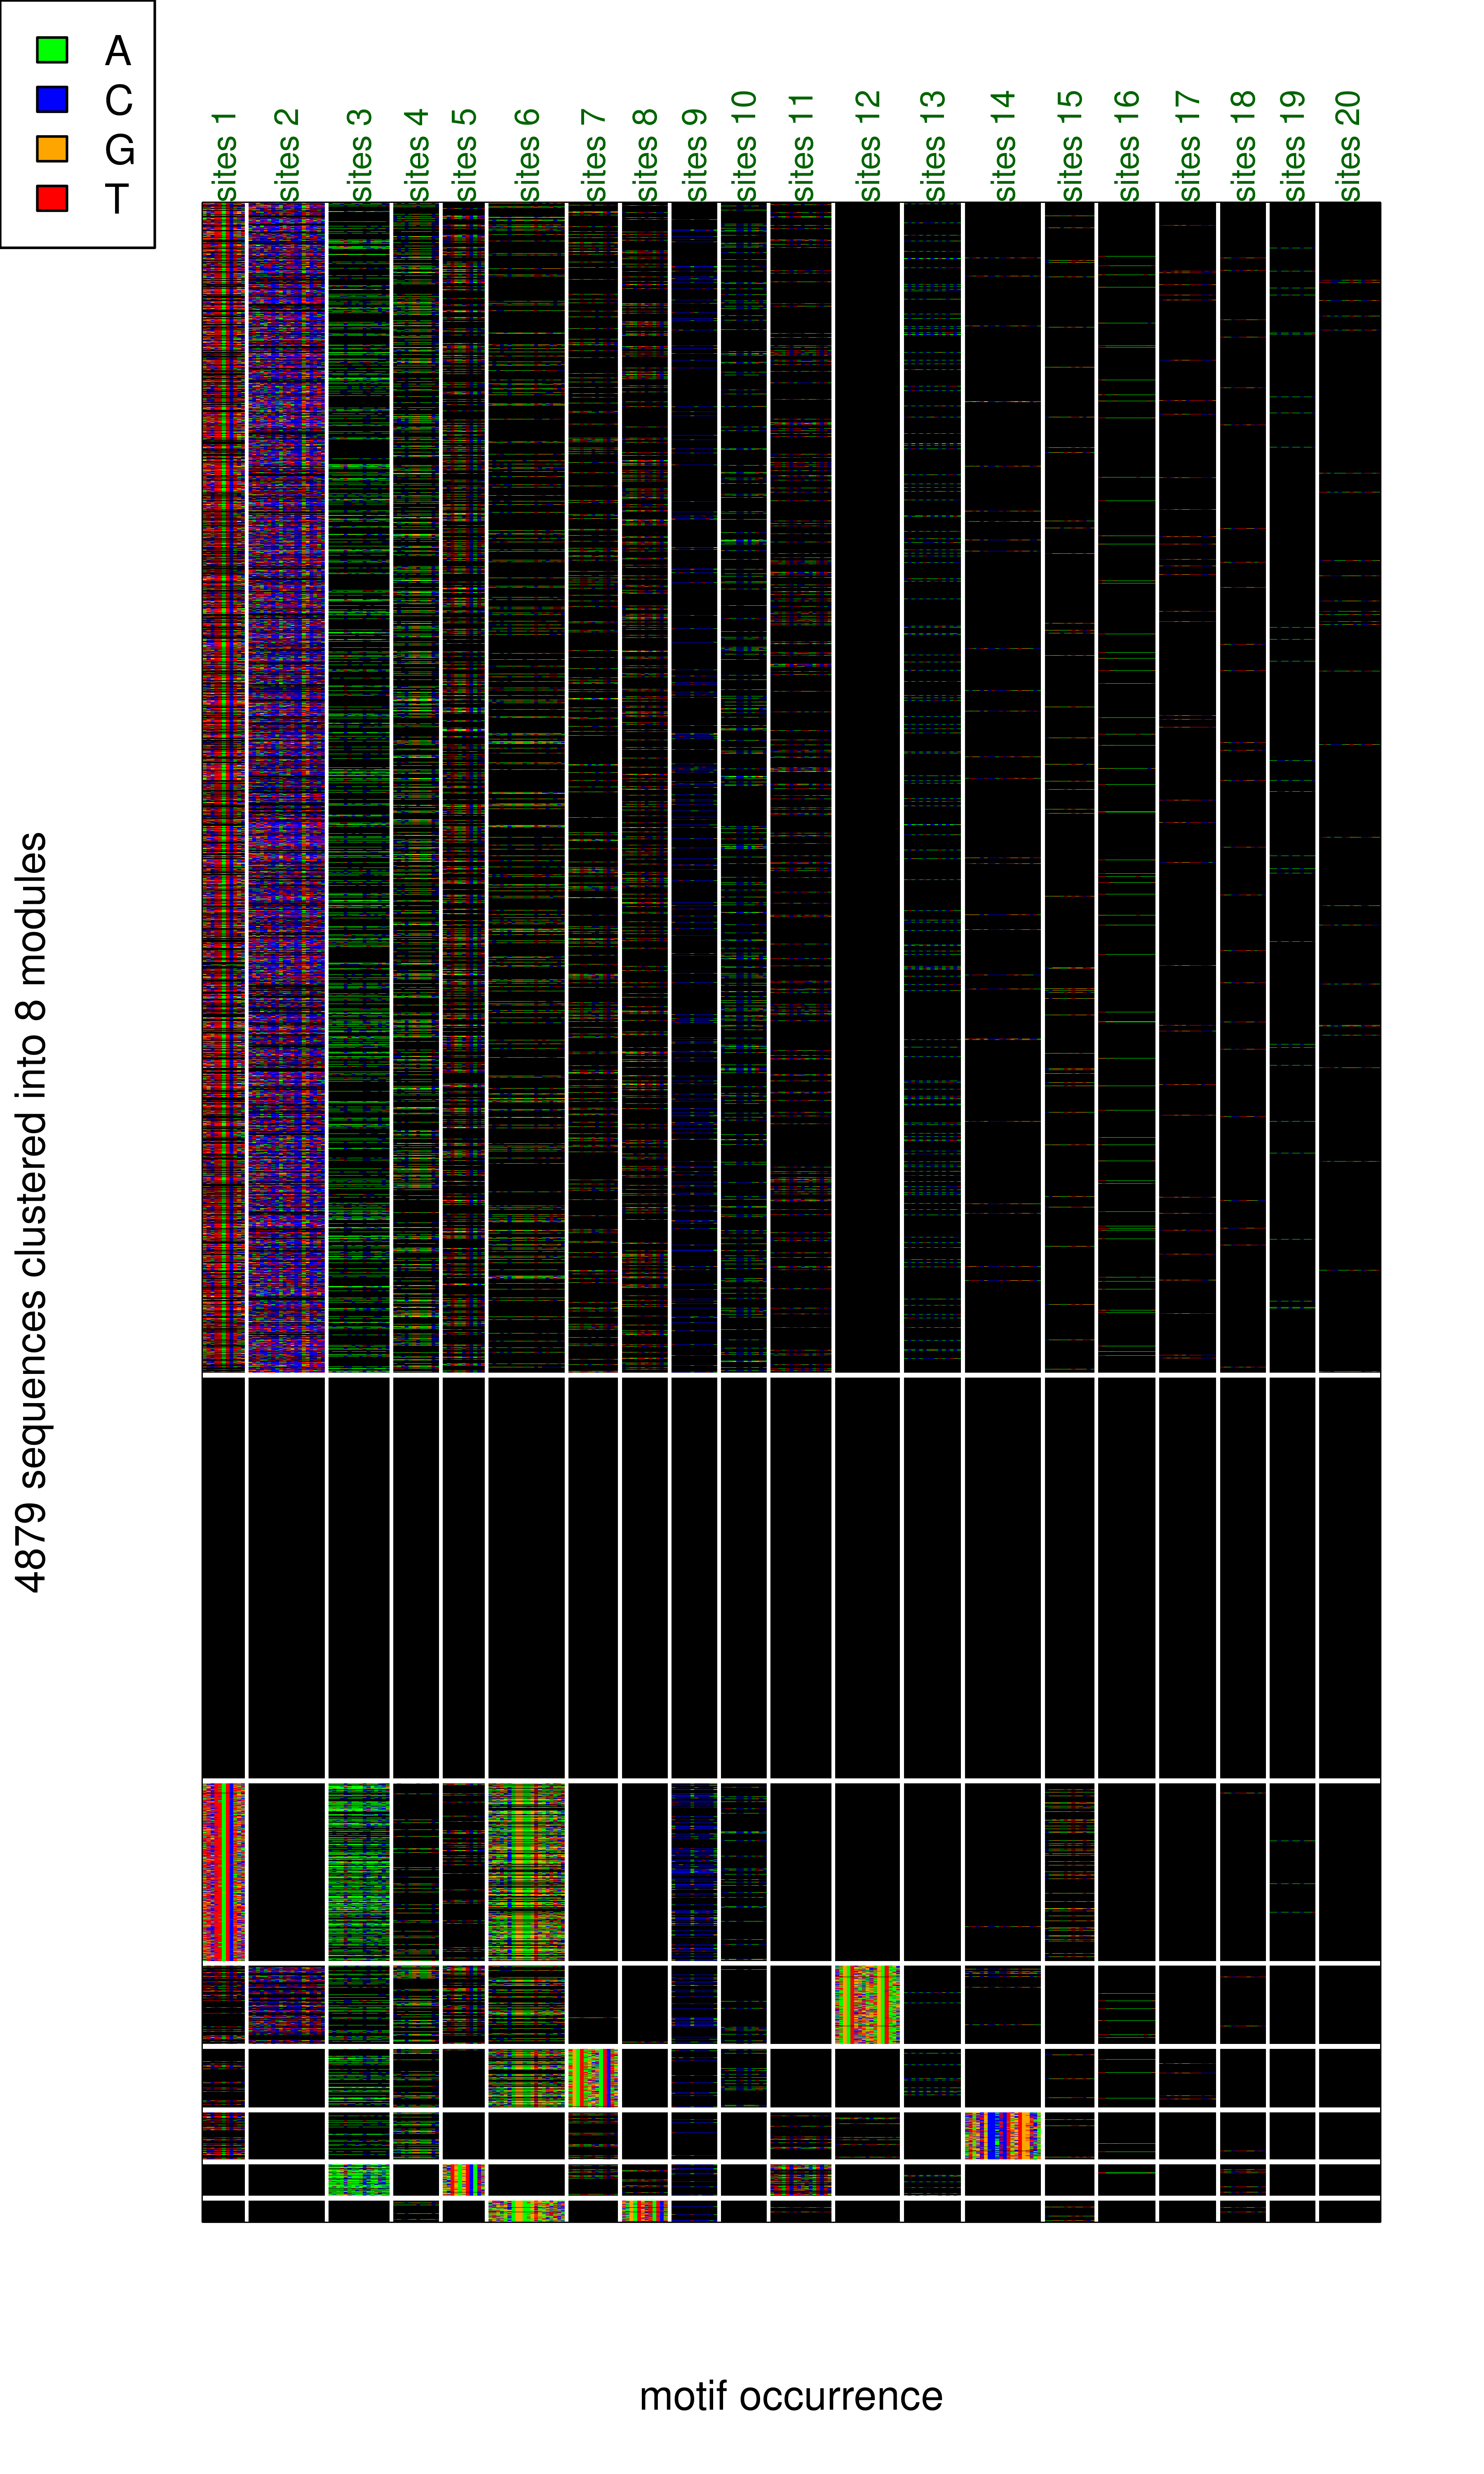 A
C
G
T
sites 1
sites 2
sites 3
sites 4
sites 5
sites 6
sites 7
sites 8
sites 9
sites 10
sites 11
sites 12
sites 13
sites 14
sites 15
sites 16
sites 17
sites 18
sites 19
sites 20
4879 sequences clustered into 8 modules
motif occurrence